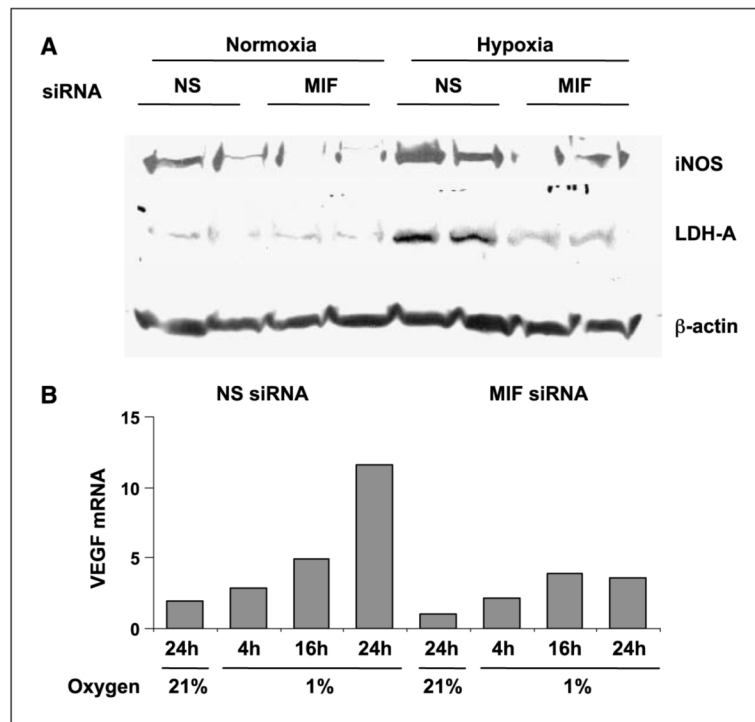 A
Normoxia Hypoxia
siRNA NS MIF NS MIF
iNOS
LDH-A
β-actin
B
NS siRNA MIF siRNA
15
10
5
0
VEGF mRNA
24h 4h 16h 24h 24h 4h 16h 24h
Oxygen 21% 1% 21% 1%